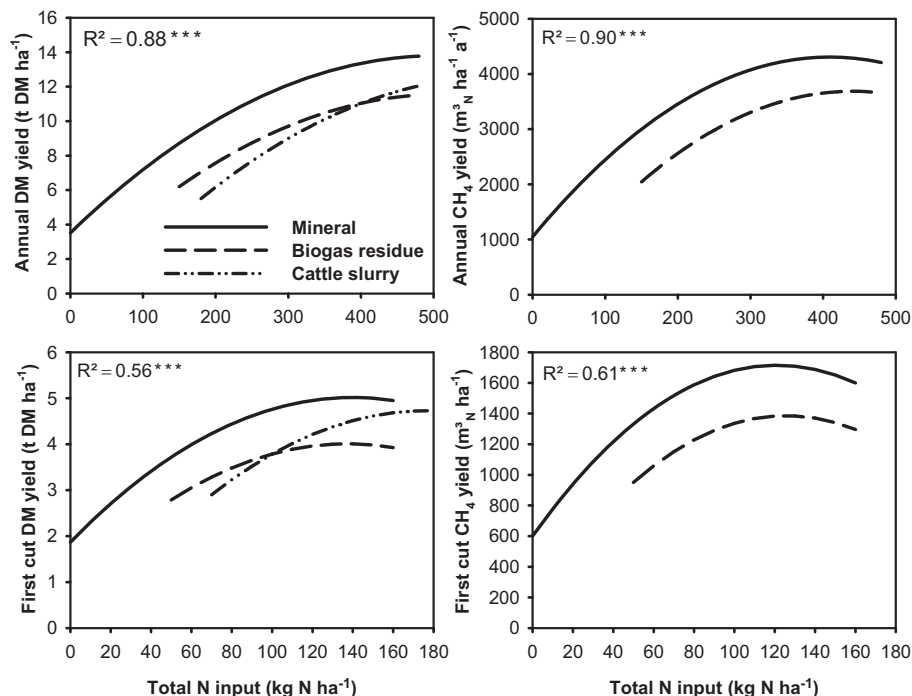 R² = 0.88 ***
Annual DM yield (t DM ha⁻¹)
16
14
12
10
8
6
4
2
0
Mineral
Biogas residue
Cattle slurry
0 100 200 300 400 500
R² = 0.90 ***
Annual CH₄ yield (m³N ha⁻¹ a⁻¹)
5000
4000
3000
2000
1000
0
0 100 200 300 400 500
R² = 0.56 ***
First cut DM yield (t DM ha⁻¹)
6
5
4
3
2
1
0
0 20 40 60 80 100 120 140 160 180
Total N input (kg N ha⁻¹)
R² = 0.61 ***
First cut CH₄ yield (m³N ha⁻¹)
1800
1600
1400
1200
1000
800
600
400
200
0
0 20 40 60 80 100 120 140 160 180
Total N input (kg N ha⁻¹)